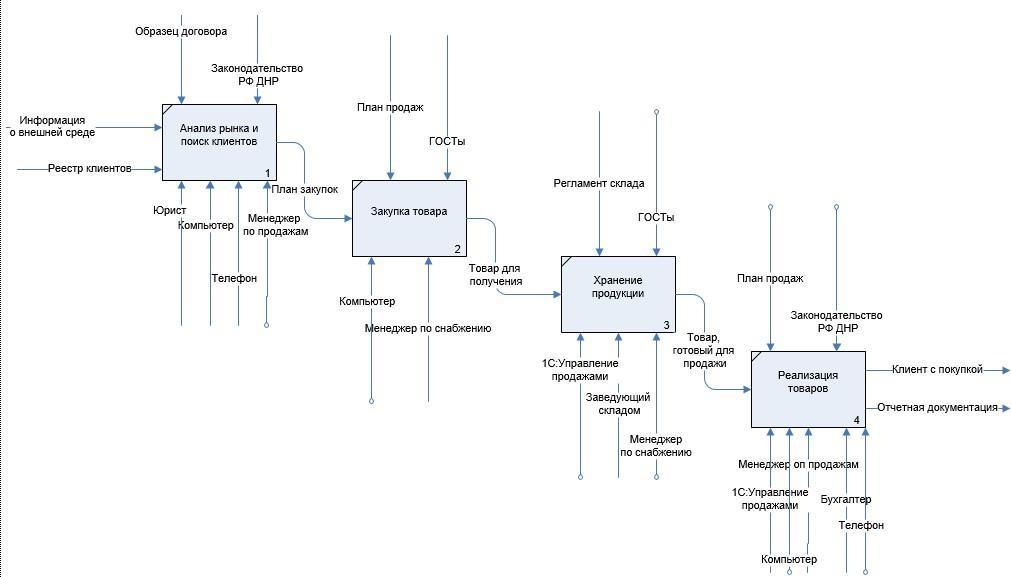 Образец договора
Законодательство
РФ ДНР
Информация
о внешней среде
Реестр клиентов
Анализ рынка и
поиск клиентов
1
Юрист
Компьютер
Телефон
Менеджер
по продажам
План закупок
План продаж
ГОСТы
Закупка товара
2
Компьютер
Менеджер по снабжению
Товар для
получения
Регламент склада
ГОСТы
Хранение
продукции
3
1С:Управление
продажами
Заведующий
складом
Менеджер
по снабжению
Товар,
готовый для
продажи
План продаж
Законодательство
РФ ДНР
Реализация
товаров
4
Клиент с покупкой
Отчетная документация
Менеджер оп продажам
1С:Управление
продажами
Бухгалтер
Телефон
Компьютер